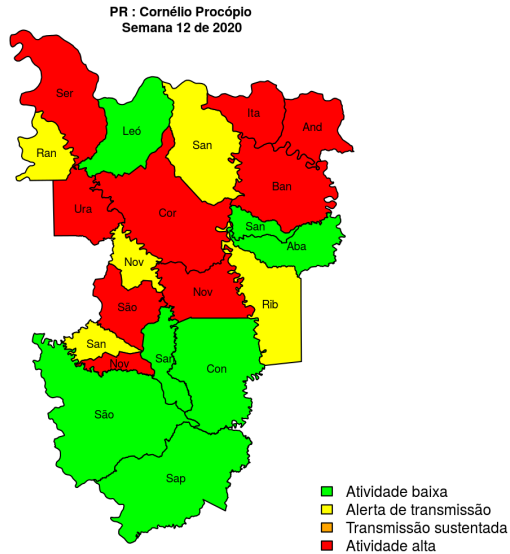 PR : Cornélio Procópio
Semana 12 de 2020
Ser
Ita
And
Leó
San
Ran
Ban
Ura
Cor
San
Aba
Nov
Nov
Rib
São
San
San
Nov
Con
São
Sap
Atividade baixa
Alerta de transmissão
Transmissão sustentada
Atividade alta